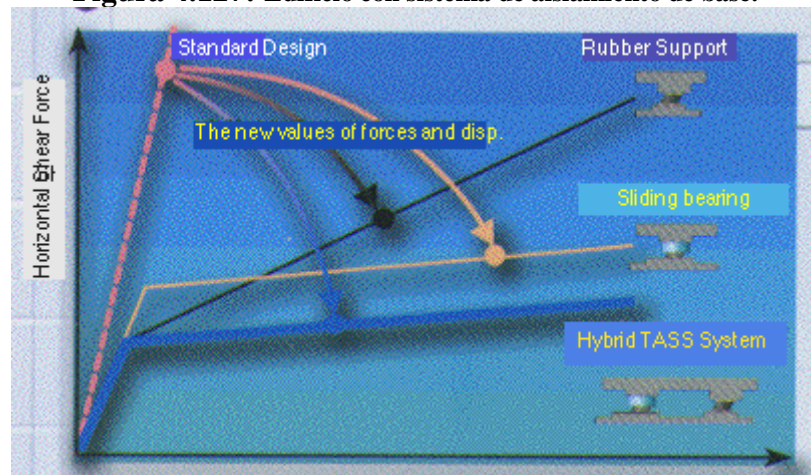 Figura 4.127: Edificio con sistema de aislamiento de base.
Standard Design
Rubber Support
The new values of forces and disp.
Horizontal Shear Force
Sliding bearing
Hybrid TASS System